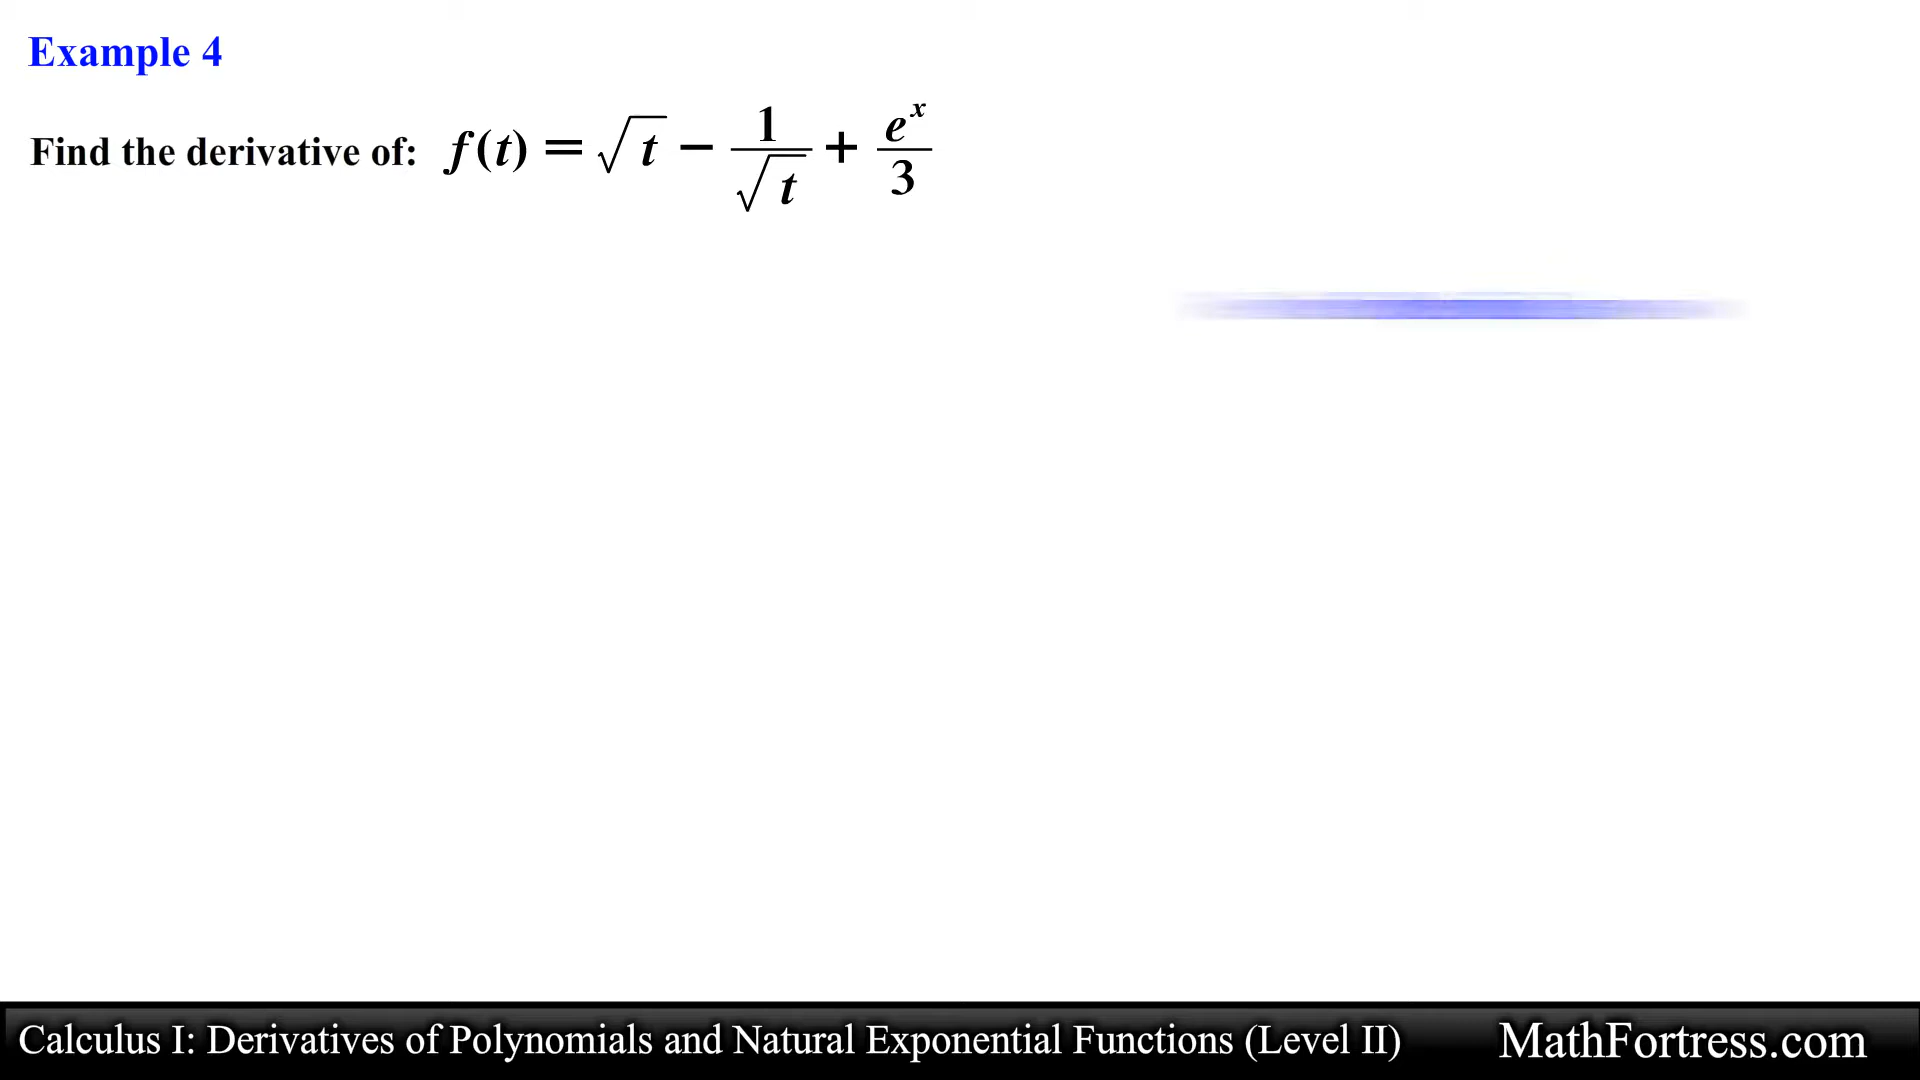 Example 4
Find the derivative of: f(t) = √t − 1/√t + eˣ/3
Calculus I: Derivatives of Polynomials and Natural Exponential Functions (Level II) MathFortress.com